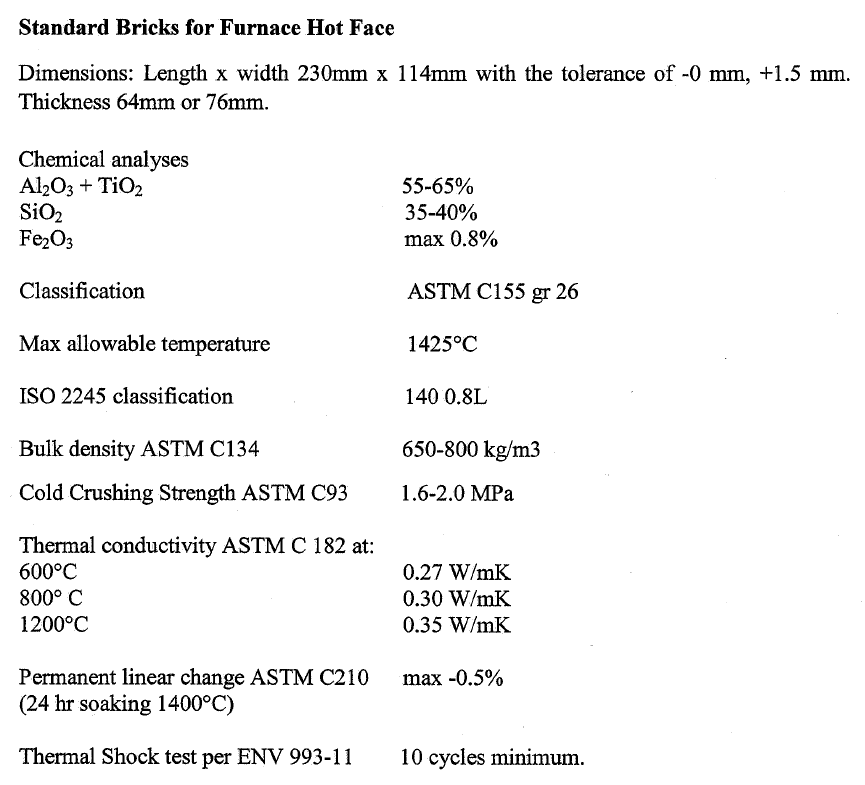 Standard Bricks for Furnace Hot Face
Dimensions: Length x width 230mm x 114mm with the tolerance of -0 mm, +1.5 mm.
Thickness 64mm or 76mm.
Chemical analyses
Al₂O₃ + TiO₂ 55-65%
SiO₂ 35-40%
Fe₂O₃ max 0.8%
Classification ASTM C155 gr 26
Max allowable temperature 1425°C
ISO 2245 classification 140 0.8L
Bulk density ASTM C134 650-800 kg/m3
Cold Crushing Strength ASTM C93 1.6-2.0 MPa
Thermal conductivity ASTM C 182 at:
600°C 0.27 W/mK
800° C 0.30 W/mK
1200°C 0.35 W/mK
Permanent linear change ASTM C210 max -0.5%
(24 hr soaking 1400°C)
Thermal Shock test per ENV 993-11 10 cycles minimum.